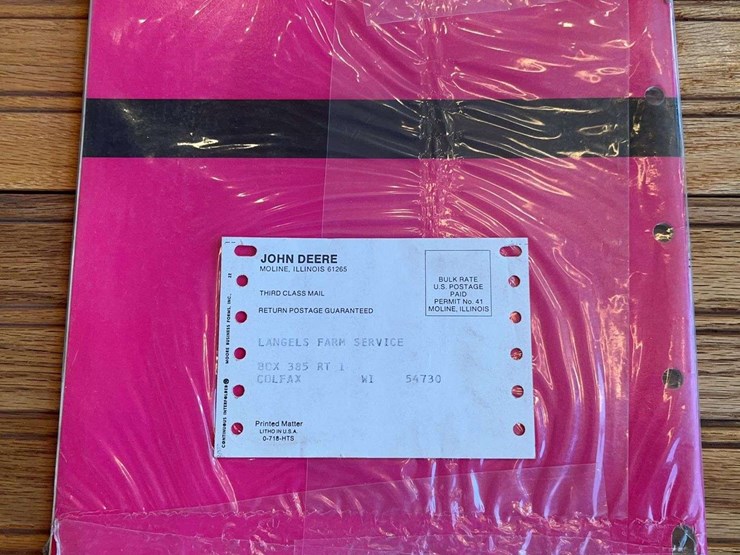 JOHN DEERE
MOLINE, ILLINOIS 61265
THIRD CLASS MAIL
RETURN POSTAGE GUARANTEED
BULK RATE
U.S. POSTAGE
PAID
PERMIT No. 41
MOLINE, ILLINOIS
LANGELS FARM SERVICE
BOX 385 RT 1
COLFAX WI 54730
Printed Matter
LITHO IN U.S.A.
0-718-HTS
CONTINUOUS INTERFOLDED
MOORE BUSINESS FORMS, INC.